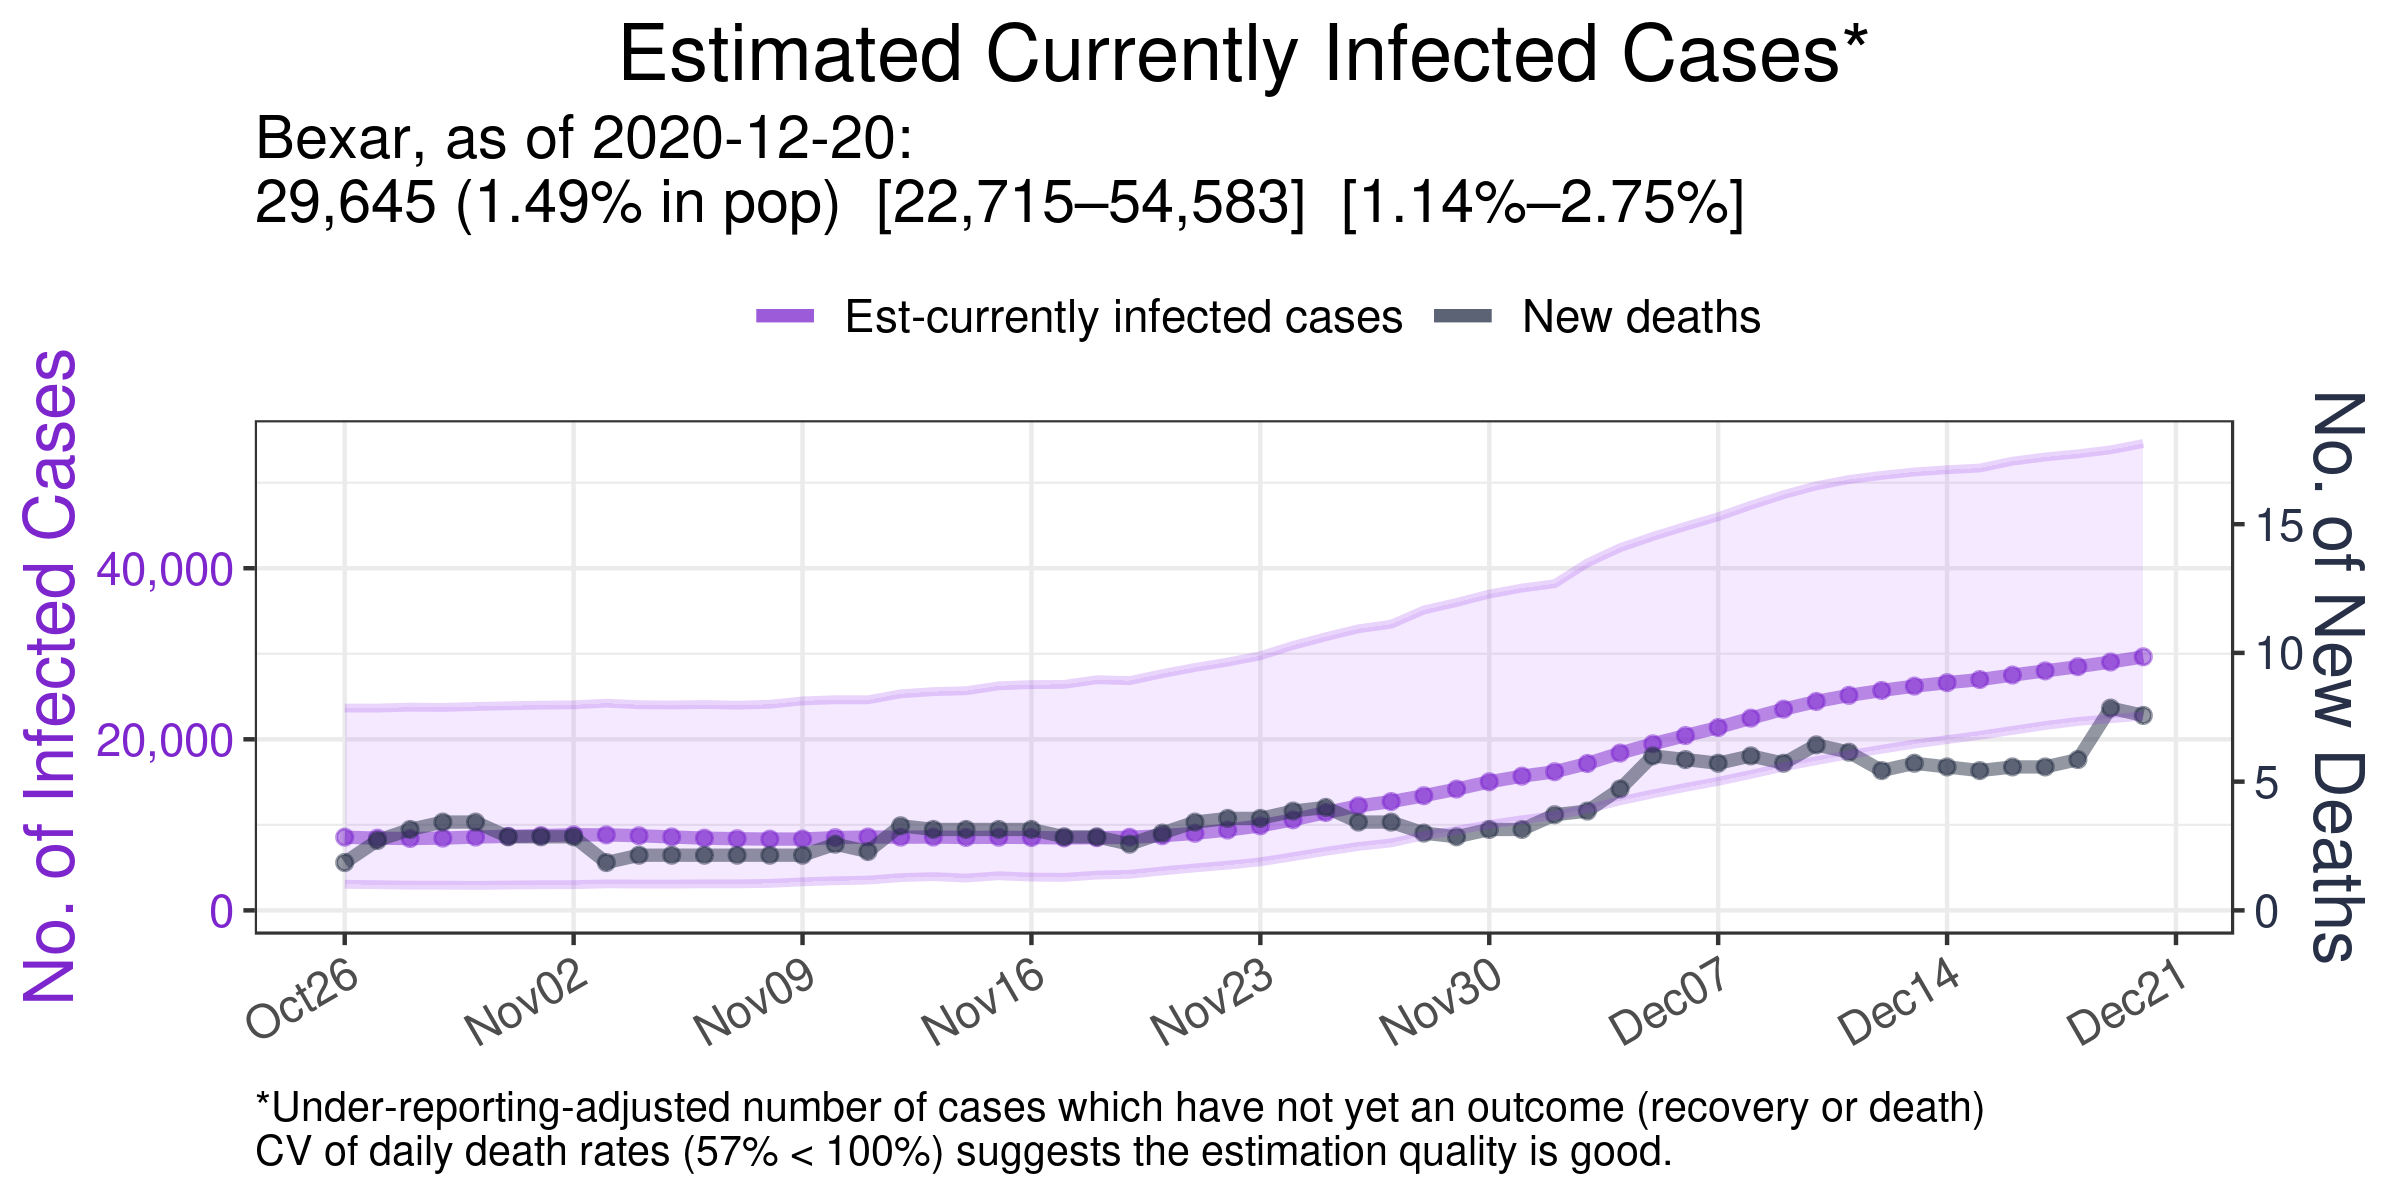 Estimated Currently Infected Cases*
Bexar, as of 2020-12-20:
29,645 (1.49% in pop)  [22,715–54,583]  [1.14%–2.75%]
Est-currently infected cases
New deaths
No. of Infected Cases
40,000
20,000
0
15
10
5
0
No. of New Deaths
Oct26
Nov02
Nov09
Nov16
Nov23
Nov30
Dec07
Dec14
Dec21
*Under-reporting-adjusted number of cases which have not yet an outcome (recovery or death)
CV of daily death rates (57% < 100%) suggests the estimation quality is good.